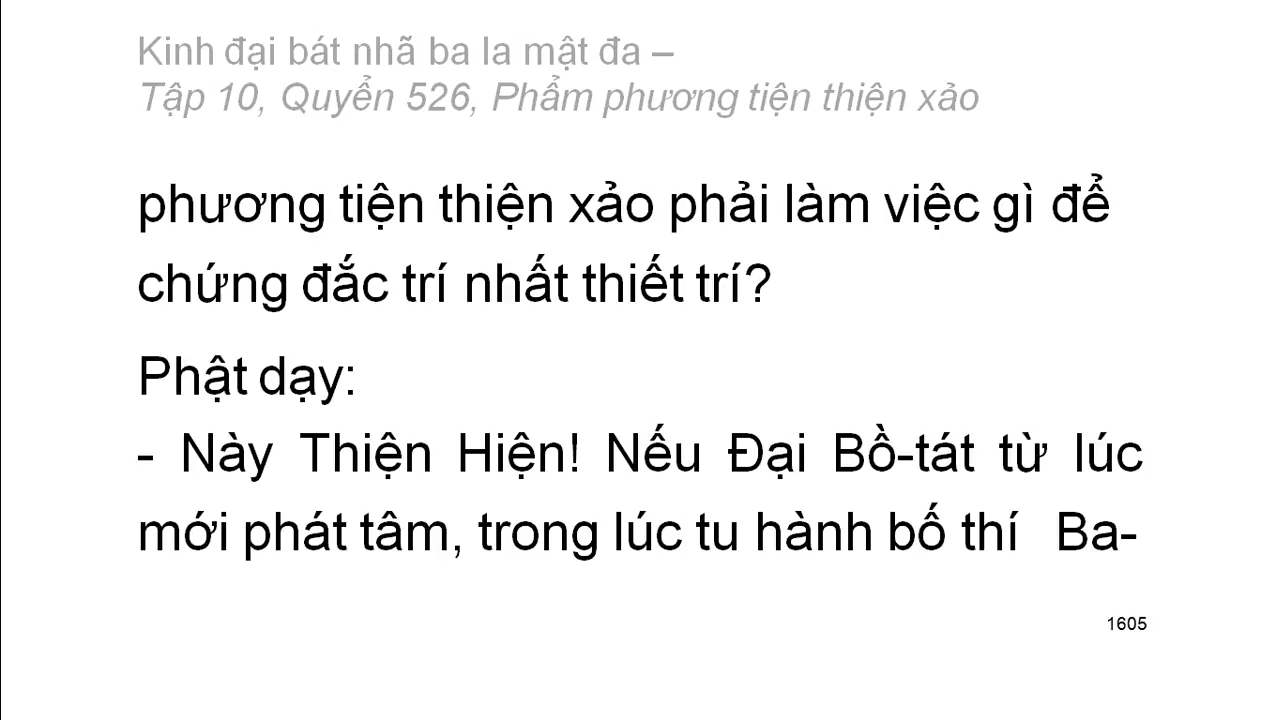 Kinh đại bát nhã ba la mật đa –
Tập 10, Quyển 526, Phẩm phương tiện thiện xảo
phương tiện thiện xảo phải làm việc gì để
chứng đắc trí nhất thiết trí?
Phật dạy:
- Này Thiện Hiện! Nếu Đại Bồ-tát từ lúc
mới phát tâm, trong lúc tu hành bố thí Ba-
1605